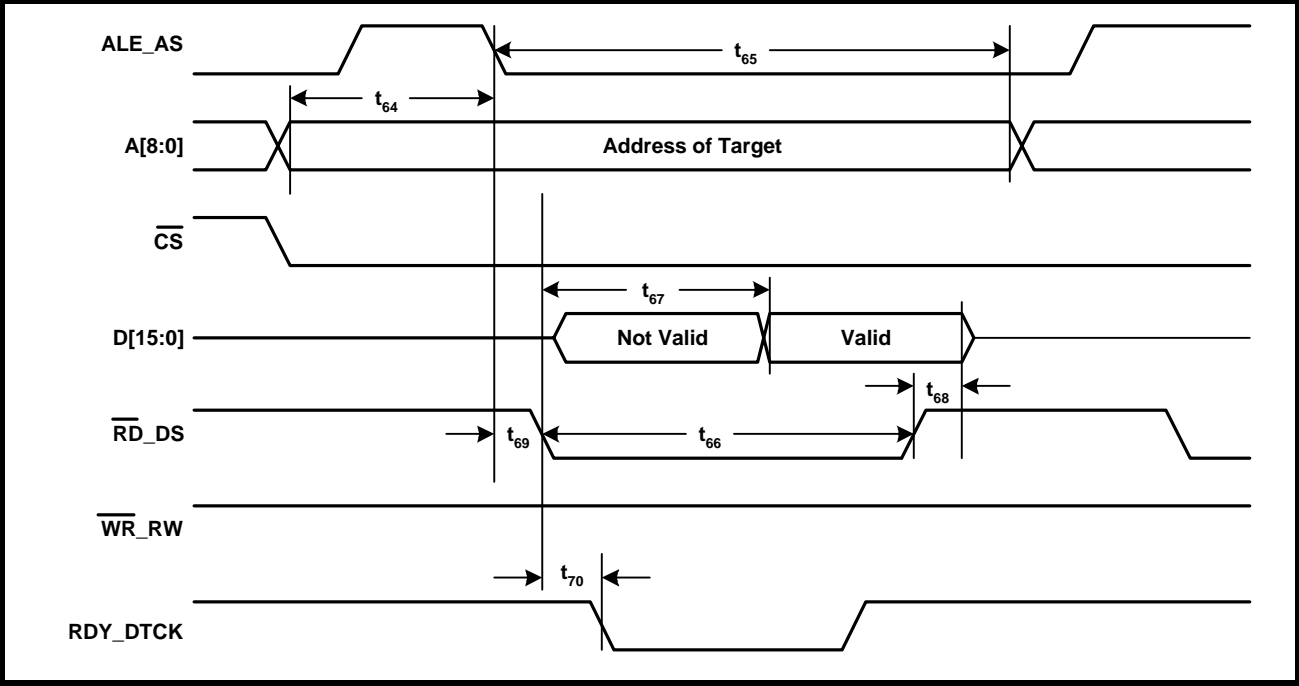 ALE_AS
t65
t64
A[8:0]
Address of Target
CS
t67
D[15:0]
Not Valid
Valid
t68
RD_DS
t69
t66
WR_RW
t70
RDY_DTCK